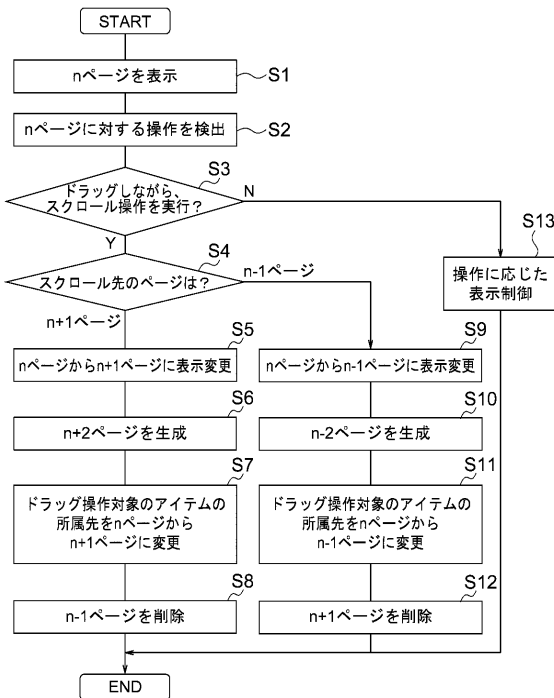 START
nページを表示
S1
nページに対する操作を検出
S2
S3
ドラッグしながら、
スクロール操作を実行？
N
Y
S13
操作に応じた
表示制御
S4
スクロール先のページは？
n-1ページ
n+1ページ
S5
nページからn+1ページに表示変更
S6
n+2ページを生成
S7
ドラッグ操作対象のアイテムの
所属先をnページから
n+1ページに変更
S8
n-1ページを削除
S9
nページからn-1ページに表示変更
S10
n-2ページを生成
S11
ドラッグ操作対象のアイテムの
所属先をnページから
n-1ページに変更
S12
n+1ページを削除
END